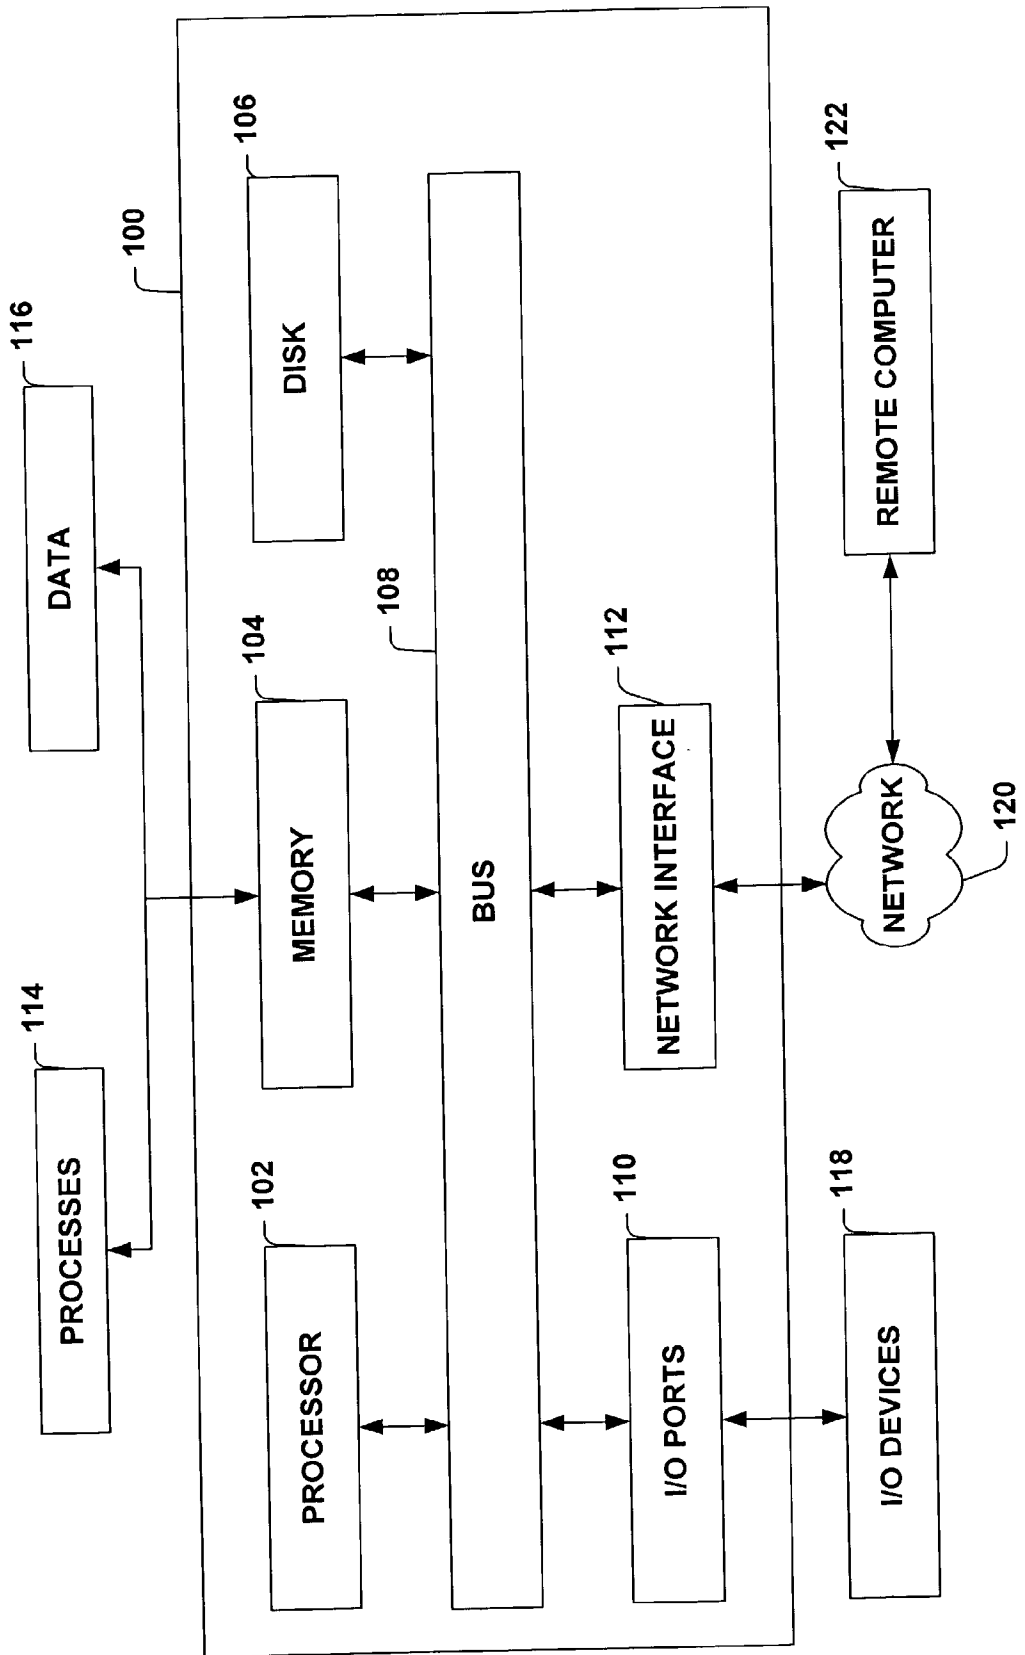 114
116
PROCESSES
DATA
100
102
104
106
PROCESSOR
MEMORY
DISK
108
BUS
110
112
I/O PORTS
NETWORK INTERFACE
118
122
I/O DEVICES
NETWORK
REMOTE COMPUTER
120